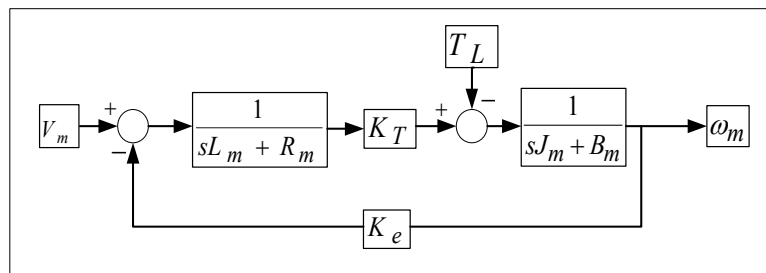 T_L
V_m
+
−
1
sL_m + R_m
K_T
+
−
1
sJ_m + B_m
ω_m
K_e